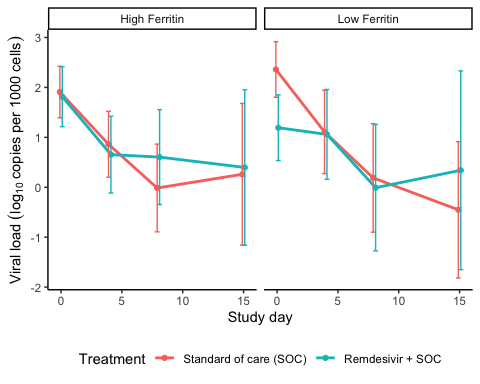 High Ferritin
Low Ferritin
3
2
1
0
-1
-2
Viral load (log10 copies per 1000 cells)
0 5 10 15
0 5 10 15
Study day
Treatment Standard of care (SOC) Remdesivir + SOC